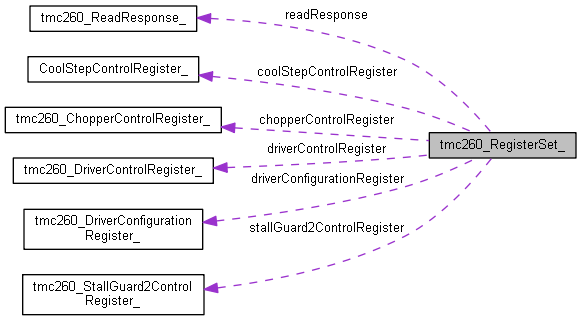 tmc260_ReadResponse_
readResponse
CoolStepControlRegister_
coolStepControlRegister
tmc260_ChopperControlRegister_
chopperControlRegister
tmc260_RegisterSet_
driverControlRegister
tmc260_DriverControlRegister_
driverConfigurationRegister
tmc260_DriverConfiguration
Register_
stallGuard2ControlRegister
tmc260_StallGuard2Control
Register_